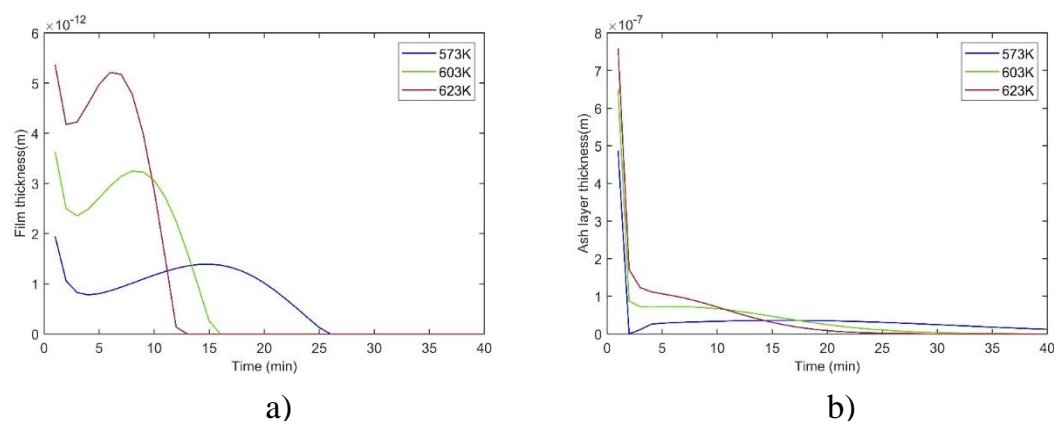 ×10⁻¹²
6
5
4
3
2
1
0
0 5 10 15 20 25 30 35 40
Film thickness(m)
Time (min)
573K
603K
623K
a)
×10⁻⁷
8
7
6
5
4
3
2
1
0
0 5 10 15 20 25 30 35 40
Ash layer thickness(m)
Time (min)
573K
603K
623K
b)